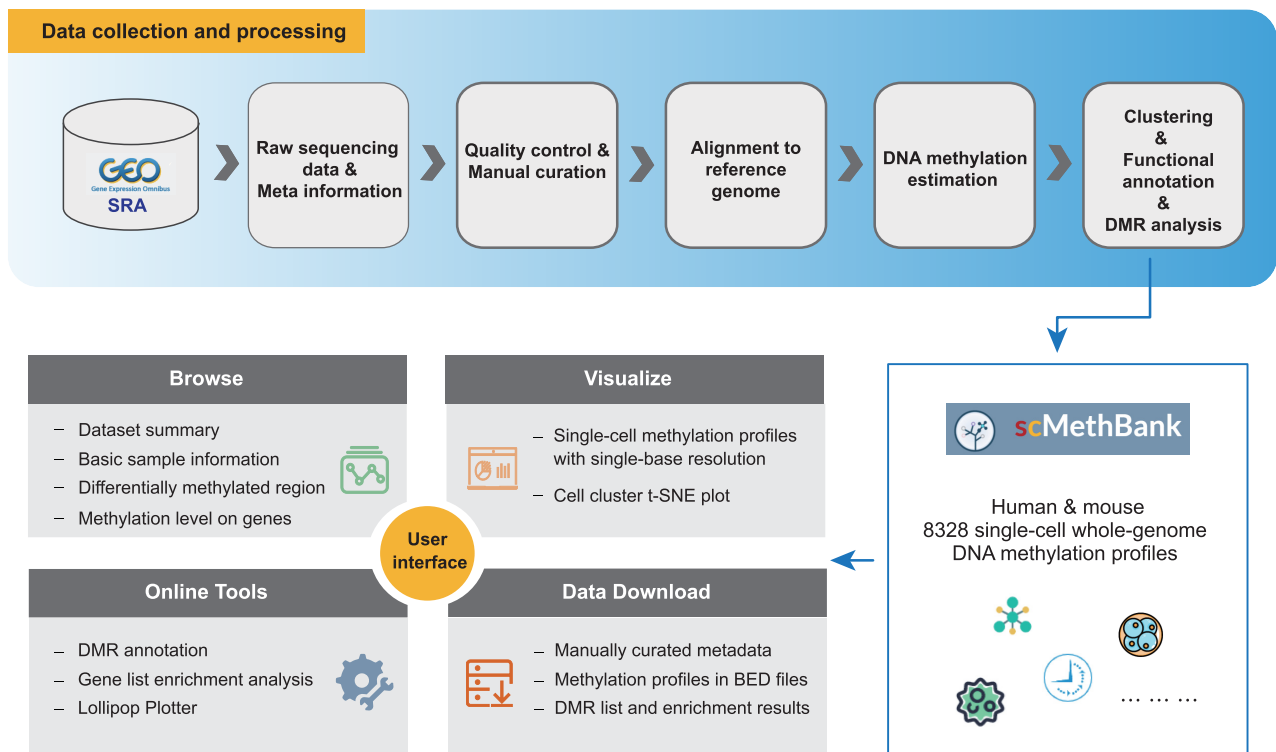 Data collection and processing
GEO
Gene Expression Omnibus
SRA
Raw sequencing
data &
Meta information
Quality control &
Manual curation
Alignment to
reference
genome
DNA methylation
estimation
Clustering
&
Functional
annotation
&
DMR analysis
Browse
– Dataset summary
– Basic sample information
– Differentially methylated region
– Methylation level on genes
Visualize
– Single-cell methylation profiles
with single-base resolution
– Cell cluster t-SNE plot
User
interface
Online Tools
– DMR annotation
– Gene list enrichment analysis
– Lollipop Plotter
Data Download
– Manually curated metadata
– Methylation profiles in BED files
– DMR list and enrichment results
scMethBank
Human & mouse
8328 single-cell whole-genome
DNA methylation profiles
... ... ...